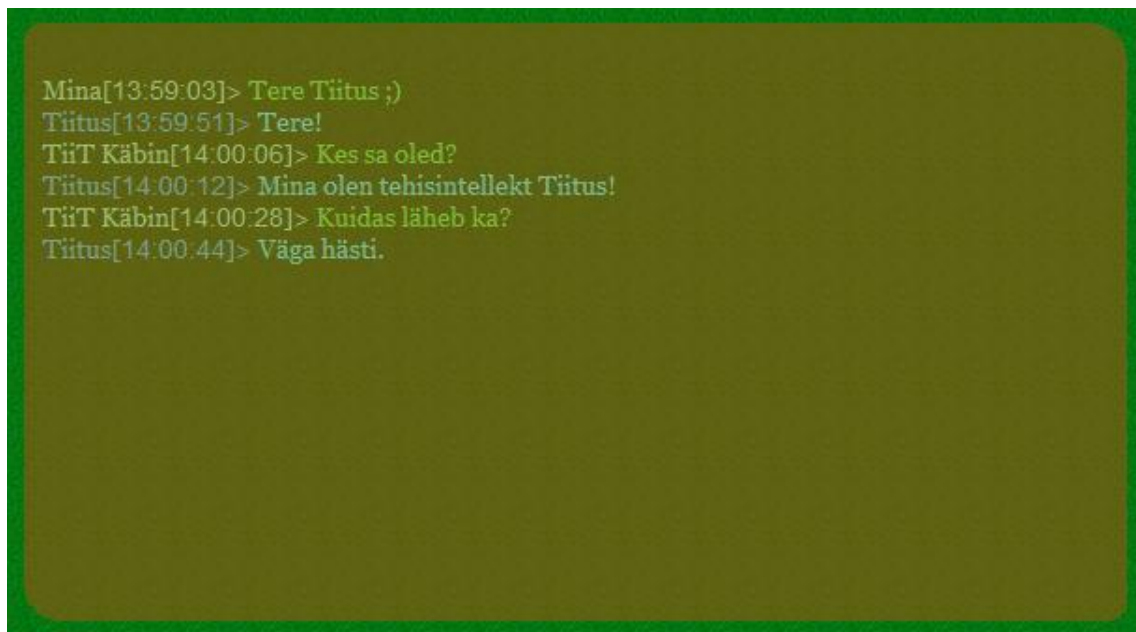 Mina[13:59:03]> Tere Tiitus ;)
Tiitus[13:59:51]> Tere!
TiiT Käbin[14:00:06]> Kes sa oled?
Tiitus[14:00:12]> Mina olen tehisintellekt Tiitus!
TiiT Käbin[14:00:28]> Kuidas läheb ka?
Tiitus[14:00:44]> Väga hästi.